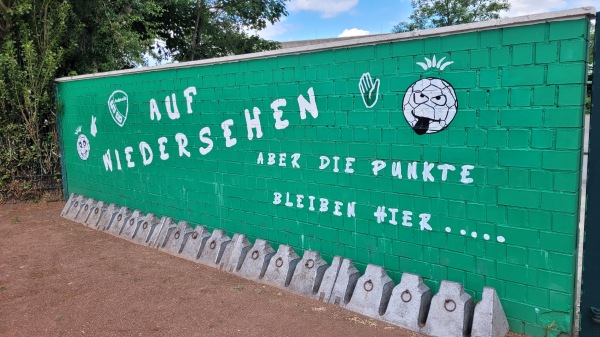 AUF
WIEDERSEHEN
ABER DIE PUNKTE
BLEIBEN HIER.....